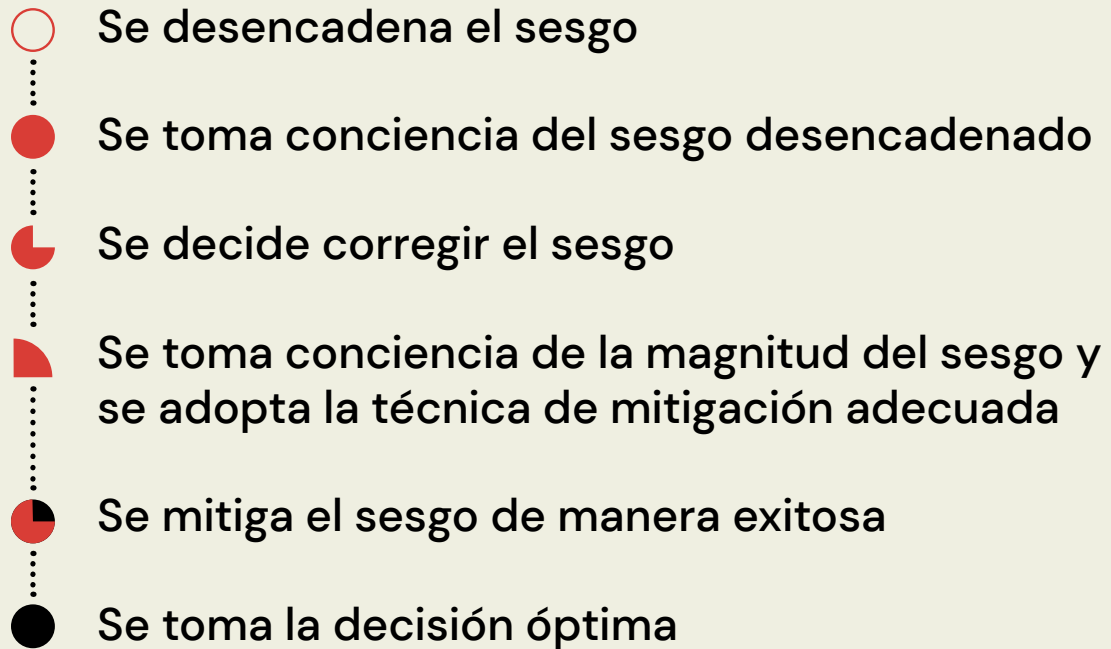 Se desencadena el sesgo
Se toma conciencia del sesgo desencadenado
Se decide corregir el sesgo
Se toma conciencia de la magnitud del sesgo y
se adopta la técnica de mitigación adecuada
Se mitiga el sesgo de manera exitosa
Se toma la decisión óptima